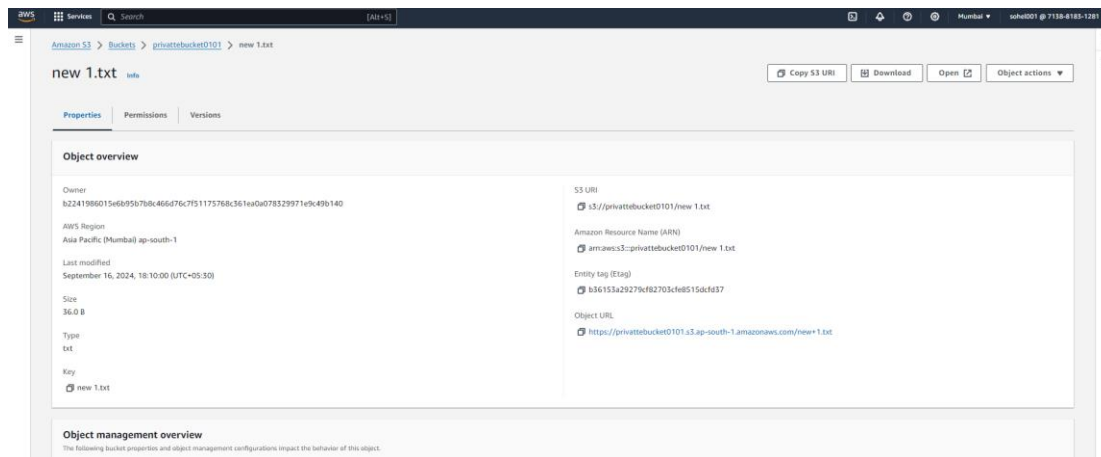 aws Services Search [Alt+S] Mumbai ▼ sohel001 @ 7138-8183-1281
Amazon S3 > Buckets > privattebucket0101 > new 1.txt
new 1.txt Info
Copy S3 URI Download Open Object actions ▼
Properties Permissions Versions
Object overview
Owner
b2241986015e6b95b7b8c466d76c7f51175768c361ea0a078329971e9c49b140
AWS Region
Asia Pacific (Mumbai) ap-south-1
Last modified
September 16, 2024, 18:10:00 (UTC+05:30)
Size
36.0 B
Type
txt
Key
new 1.txt
S3 URI
s3://privattebucket0101/new 1.txt
Amazon Resource Name (ARN)
arn:aws:s3:::privattebucket0101/new 1.txt
Entity tag (Etag)
b36153a29279cf82703cfe8515dcfd37
Object URL
https://privattebucket0101.s3.ap-south-1.amazonaws.com/new+1.txt
Object management overview
The following bucket properties and object management configurations impact the behavior of this object.